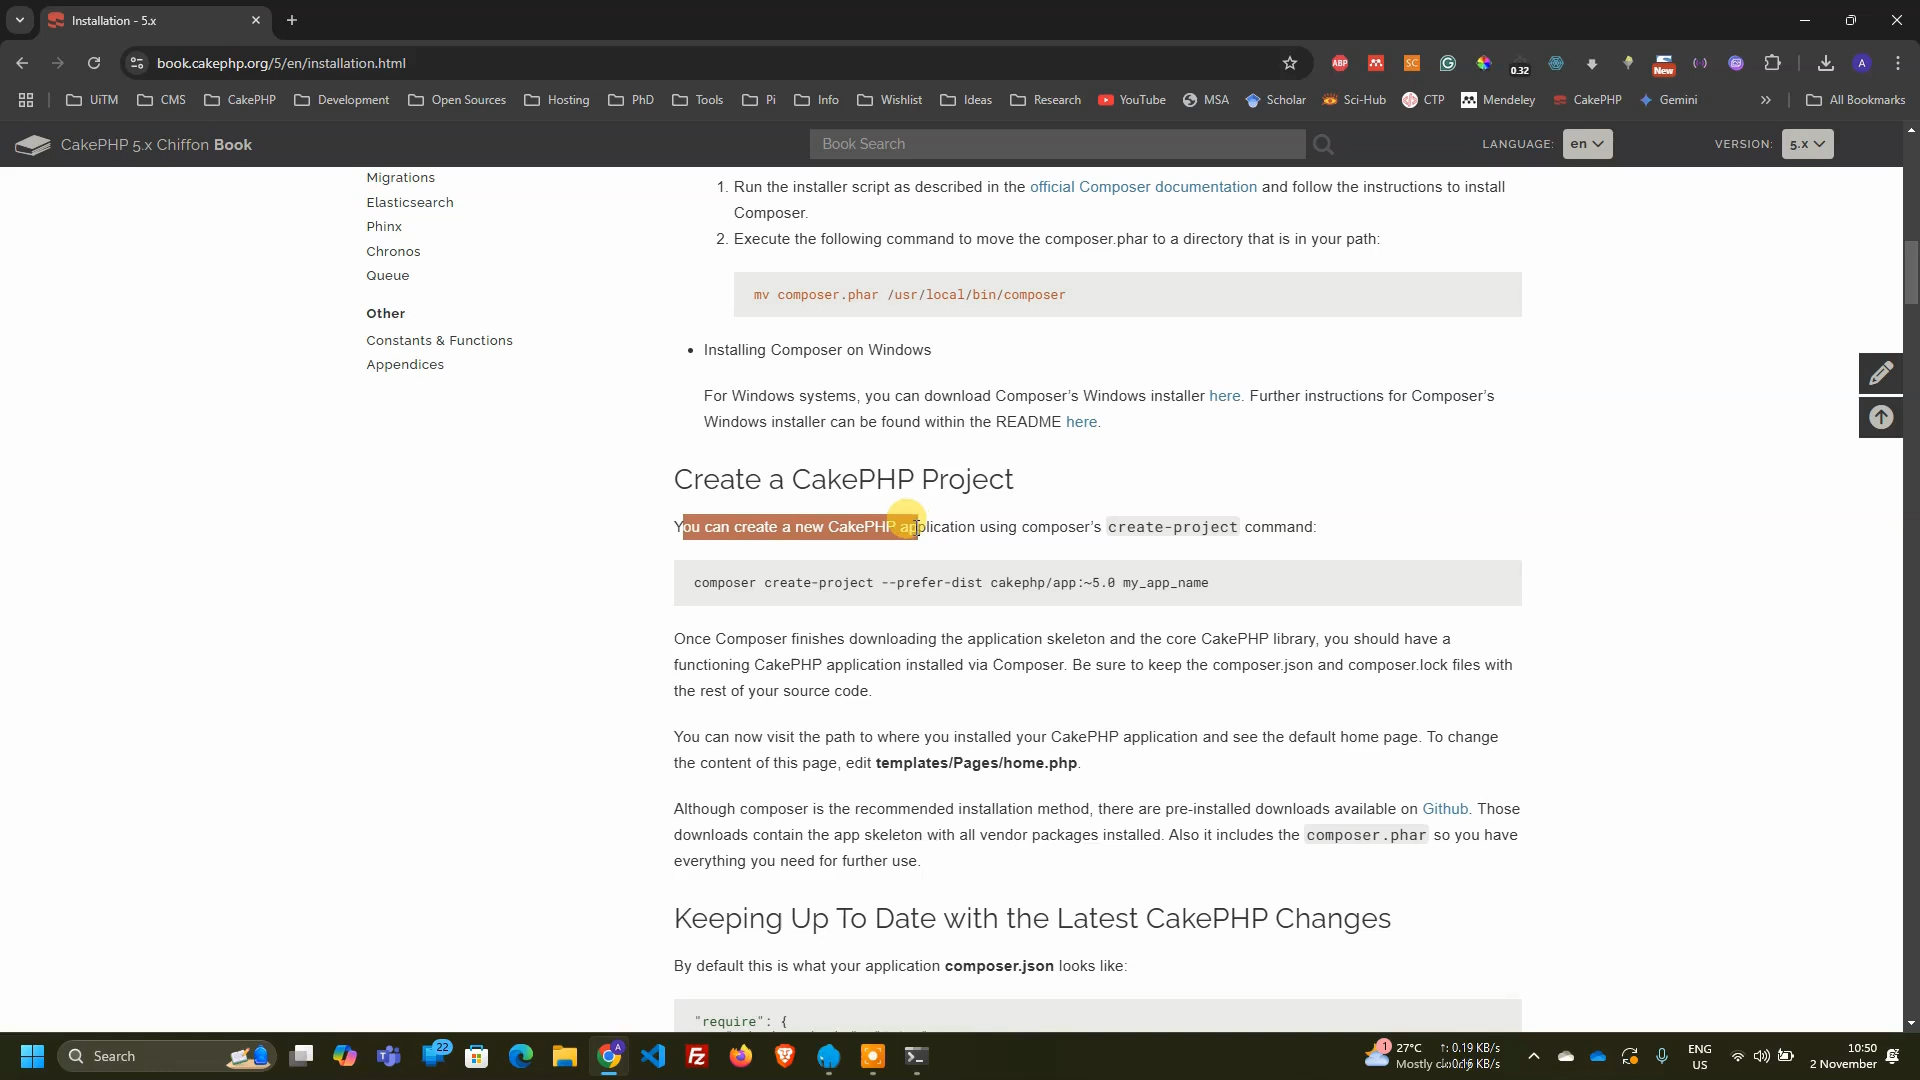 Installation - 5.x
book.cakephp.org/5/en/installation.html
ABP
SC
0.32
New
A
UiTM
CMS
CakePHP
Development
Open Sources
Hosting
PhD
Tools
Pi
Info
Wishlist
Ideas
Research
YouTube
MSA
Scholar
Sci-Hub
CTP
Mendeley
CakePHP
Gemini
All Bookmarks
CakePHP 5.x Chiffon Book
Book Search
LANGUAGE: en
VERSION: 5.x
Migrations
Elasticsearch
Phinx
Chronos
Queue
Other
Constants & Functions
Appendices
1. Run the installer script as described in the official Composer documentation and follow the instructions to install
Composer.
2. Execute the following command to move the composer.phar to a directory that is in your path:
mv composer.phar /usr/local/bin/composer
• Installing Composer on Windows
For Windows systems, you can download Composer’s Windows installer here. Further instructions for Composer’s
Windows installer can be found within the README here.
Create a CakePHP Project
You can create a new CakePHP application using composer’s create-project command:
composer create-project --prefer-dist cakephp/app:~5.0 my_app_name
Once Composer finishes downloading the application skeleton and the core CakePHP library, you should have a
functioning CakePHP application installed via Composer. Be sure to keep the composer.json and composer.lock files with
the rest of your source code.
You can now visit the path to where you installed your CakePHP application and see the default home page. To change
the content of this page, edit templates/Pages/home.php.
Although composer is the recommended installation method, there are pre-installed downloads available on Github. Those
downloads contain the app skeleton with all vendor packages installed. Also it includes the composer.phar so you have
everything you need for further use.
Keeping Up To Date with the Latest CakePHP Changes
By default this is what your application composer.json looks like:
"require": {
Search
22
A
1
27°C
Mostly
↑: 0.19 KB/s
0.16 KB/s
ENG
US
10:50
2 November